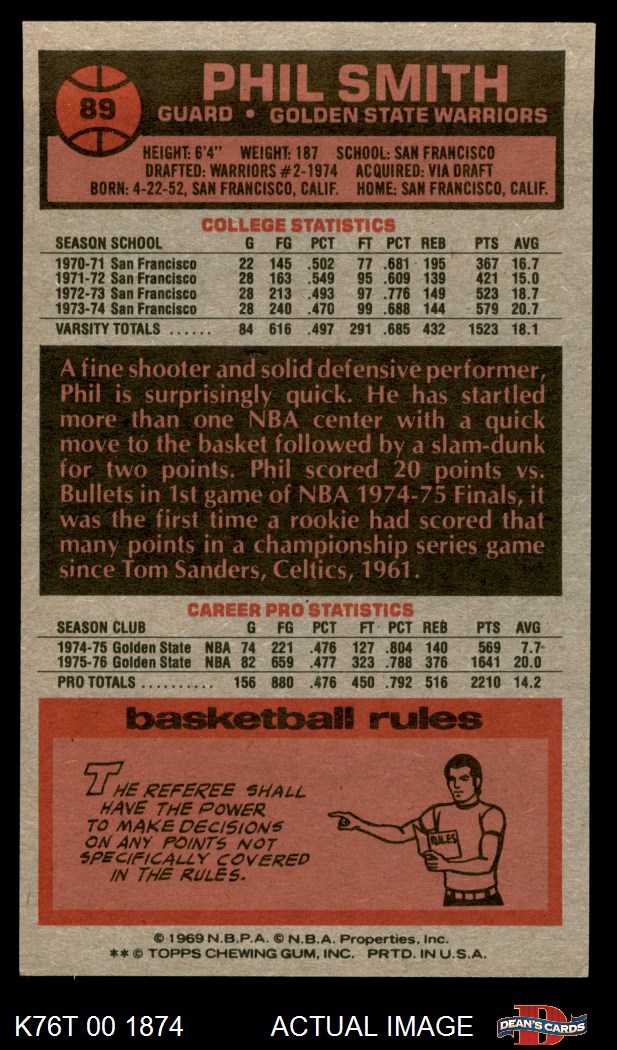 89
PHIL SMITH
GUARD • GOLDEN STATE WARRIORS
HEIGHT: 6'4" WEIGHT: 187 SCHOOL: SAN FRANCISCO
DRAFTED: WARRIORS #2-1974 ACQUIRED: VIA DRAFT
BORN: 4-22-52, SAN FRANCISCO, CALIF. HOME: SAN FRANCISCO, CALIF.
COLLEGE STATISTICS
SEASON SCHOOL G FG PCT FT PCT REB PTS AVG
1970-71 San Francisco 22 145 .502 77 .681 195 367 16.7
1971-72 San Francisco 28 163 .549 95 .609 139 421 15.0
1972-73 San Francisco 28 213 .493 97 .776 149 523 18.7
1973-74 San Francisco 28 240 .470 99 .688 144 579 20.7
VARSITY TOTALS ...... 84 616 .497 291 .685 432 1523 18.1
A fine shooter and solid defensive performer,
Phil is surprisingly quick. He has startled
more than one NBA center with a quick
move to the basket followed by a slam-dunk
for two points. Phil scored 20 points vs.
Bullets in 1st game of NBA 1974-75 Finals, it
was the first time a rookie had scored that
many points in a championship series game
since Tom Sanders, Celtics, 1961.
CAREER PRO STATISTICS
SEASON CLUB G FG PCT FT PCT REB PTS AVG
1974-75 Golden State NBA 74 221 .476 127 .804 140 569 7.7
1975-76 Golden State NBA 82 659 .477 323 .788 376 1641 20.0
PRO TOTALS .......... 156 880 .476 450 .792 516 2210 14.2
basketball rules
THE REFEREE SHALL
HAVE THE POWER
TO MAKE DECISIONS
ON ANY POINTS NOT
SPECIFICALLY COVERED
IN THE RULES.
RULES
© 1969 N.B.P.A. © N.B.A. Properties, Inc.
** © TOPPS CHEWING GUM, INC. PRTD. IN U.S.A.
K76T 00 1874 ACTUAL IMAGE
D
DEAN'S CARDS